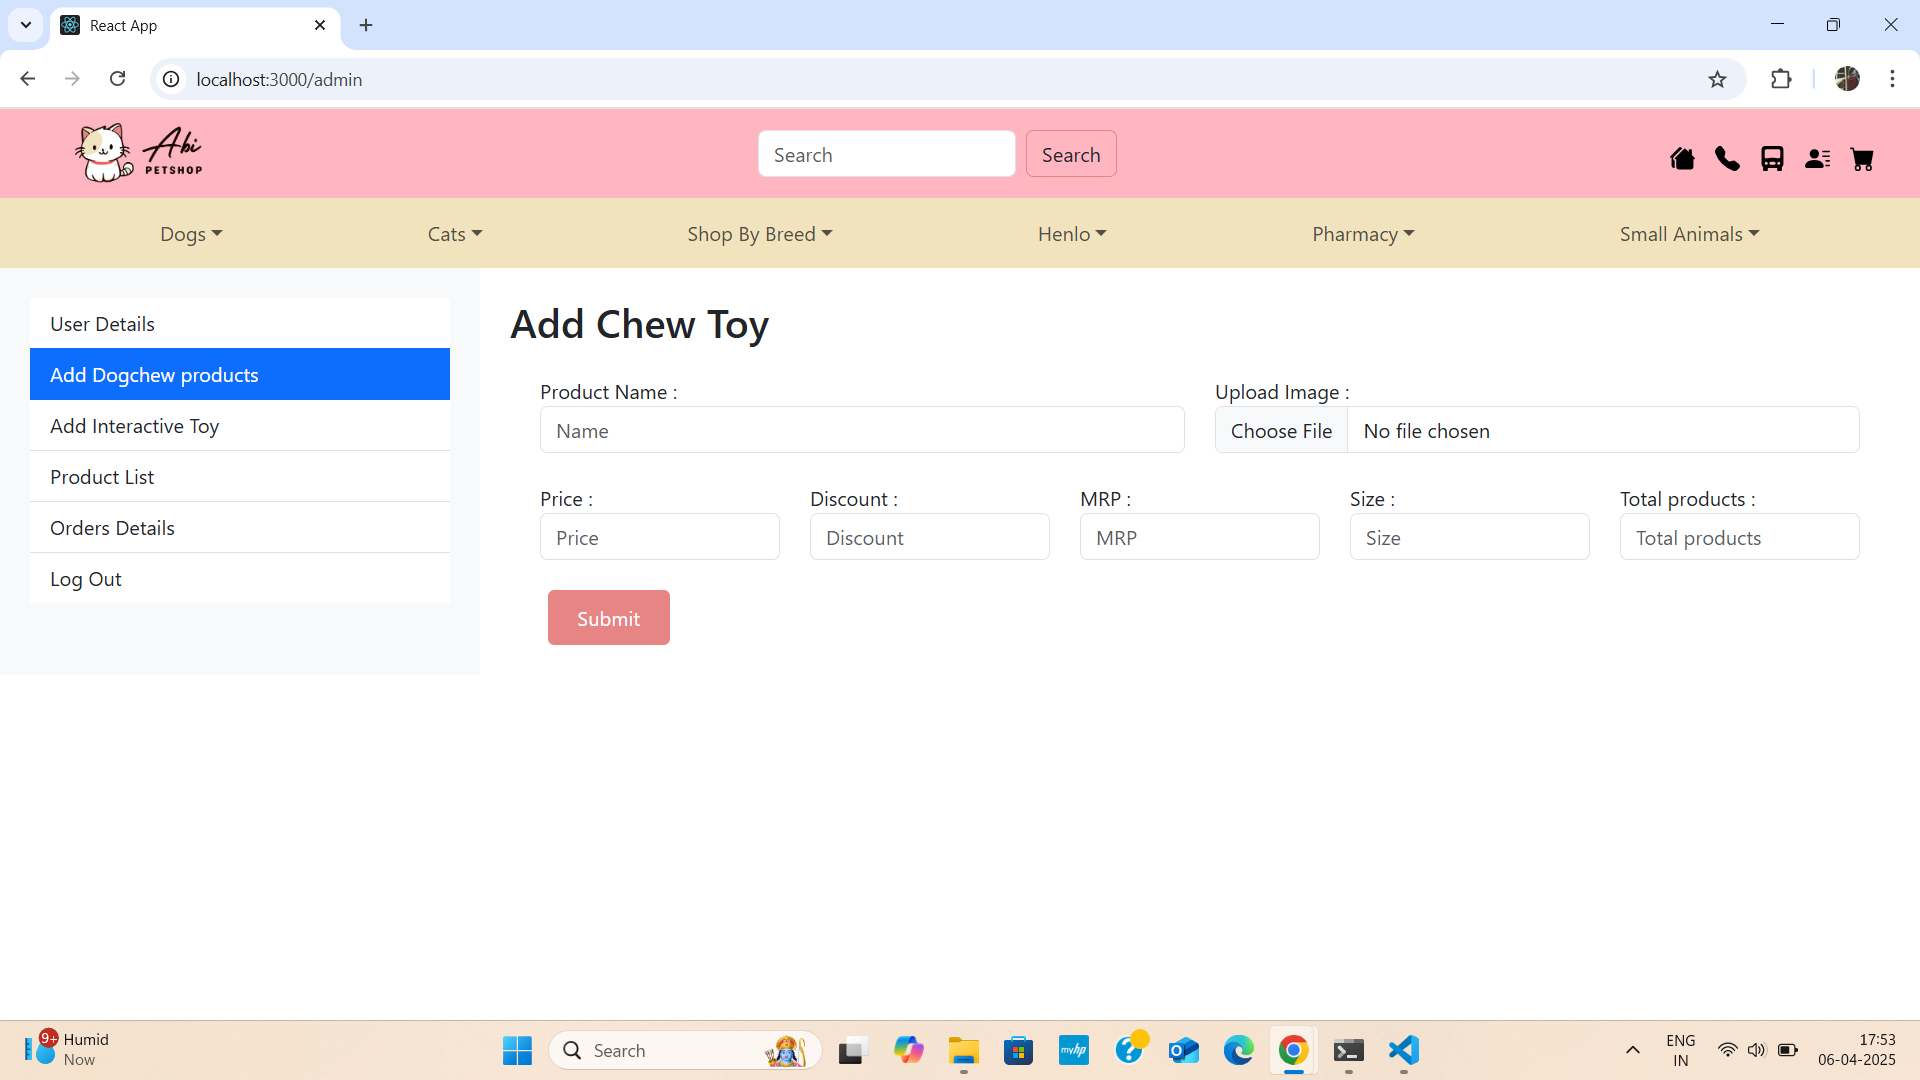 React App
localhost:3000/admin
Abi
PETSHOP
Search
Search
Dogs
Cats
Shop By Breed
Henlo
Pharmacy
Small Animals
User Details
Add Dogchew products
Add Interactive Toy
Product List
Orders Details
Log Out
Add Chew Toy
Product Name :
Name
Upload Image :
Choose File
No file chosen
Price :
Price
Discount :
Discount
MRP :
MRP
Size :
Size
Total products :
Total products
Submit
9+
Humid
Now
Search
myhp
ENG
IN
17:53
06-04-2025